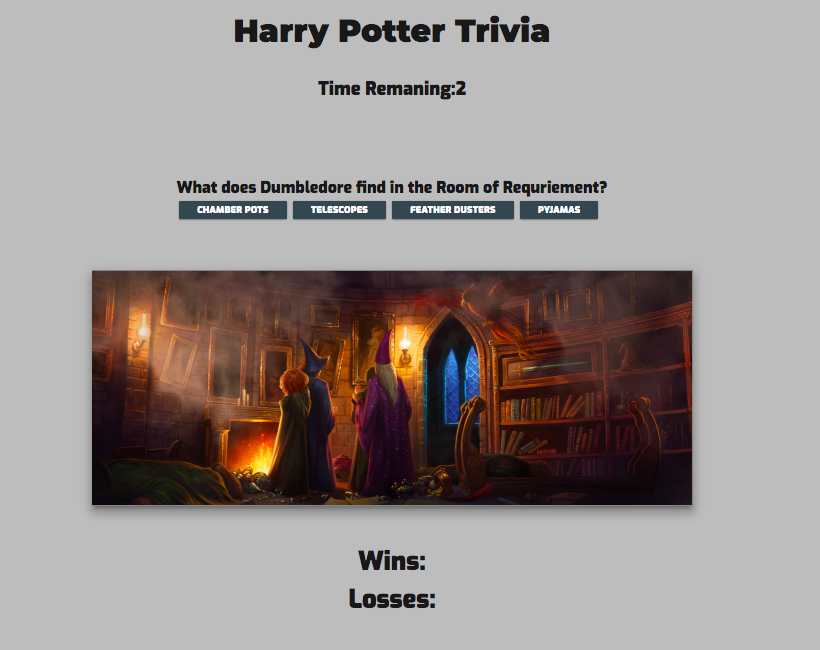 Harry Potter Trivia
Time Remaning:2
What does Dumbledore find in the Room of Requriement?
CHAMBER POTS TELESCOPES FEATHER DUSTERS PYJAMAS
Wins:
Losses: